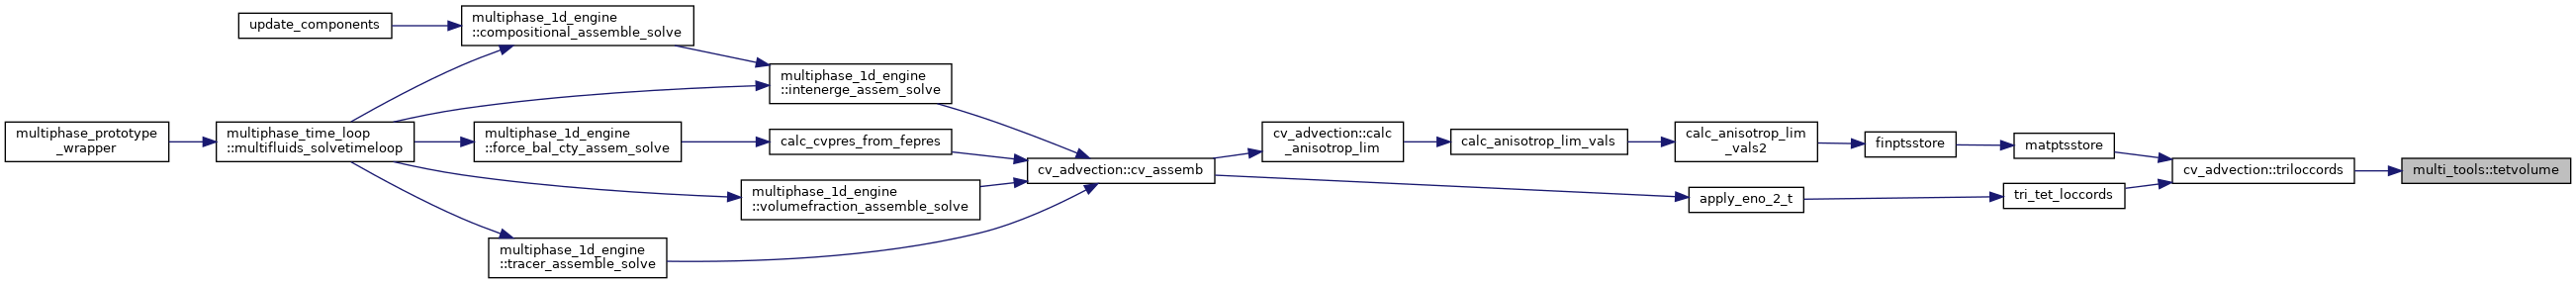 update_components
multiphase_1d_engine
::compositional_assemble_solve
multiphase_1d_engine
::intenerge_assem_solve
multiphase_prototype
_wrapper
multiphase_time_loop
::multifluids_solvetimeloop
multiphase_1d_engine
::force_bal_cty_assem_solve
calc_cvpres_from_fepres
multiphase_1d_engine
::volumefraction_assemble_solve
multiphase_1d_engine
::tracer_assemble_solve
cv_advection::cv_assemb
cv_advection::calc
_anisotrop_lim
calc_anisotrop_lim_vals
calc_anisotrop_lim
_vals2
finptsstore
matptsstore
apply_eno_2_t
tri_tet_loccords
cv_advection::triloccords
multi_tools::tetvolume